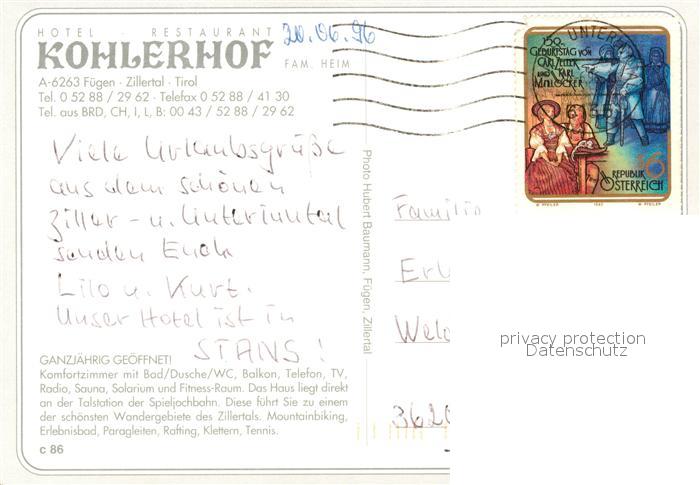 HOTEL · RESTAURANT
KOHLERHOF
FAM. HEIM
20.06.96
A-6263 Fügen · Zillertal · Tirol
Tel. 0 52 88 / 29 62 · Telefax 0 52 88 / 41 30
Tel. aus BRD, CH, I, L, B: 00 43 / 52 88 / 29 62
Viele Urlaubsgrüße
aus dem schönen
Ziller- u. Unterinntal
senden Euch
Lilo u. Kurt.
Unser Hotel ist in
STANS!
GANZJÄHRIG GEÖFFNET!
Komfortzimmer mit Bad/Dusche/WC, Balkon, Telefon, TV,
Radio, Sauna, Solarium und Fitness-Raum. Das Haus liegt direkt
an der Talstation der Spieljochbahn. Diese führt Sie zu einem
der schönsten Wandergebiete des Zillertals. Mountainbiking,
Erlebnisbad, Paragleiten, Rafting, Klettern, Tennis.
c 86
Photo Hubert Baumann, Fügen, Zillertal
150.
GEBURTSTAG VON
CARL ZELLER
UND KARL
MILLÖCKER
6
REPUBLIK
ÖSTERREICH
Familie
3620
privacy protection
Datenschutz